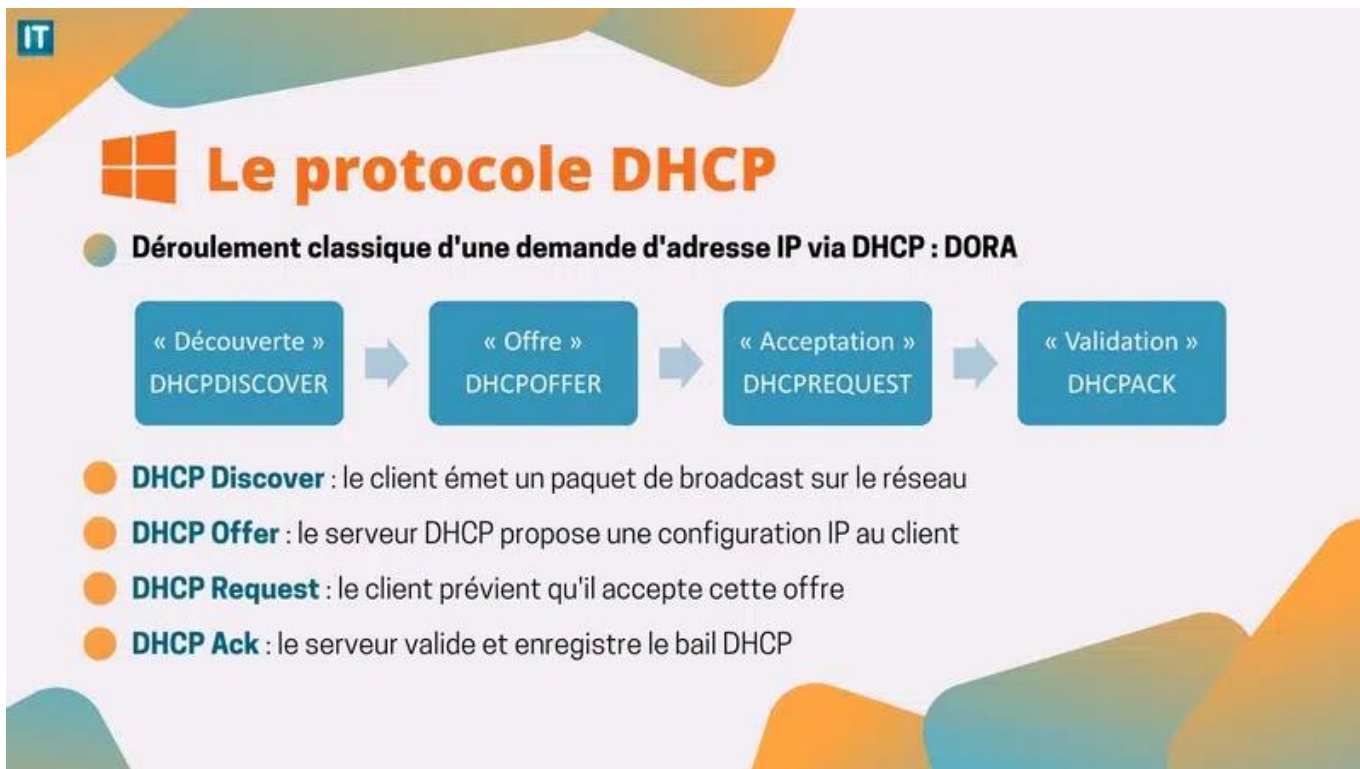 IT
Le protocole DHCP
Déroulement classique d'une demande d'adresse IP via DHCP : DORA
« Découverte »
DHCPDISCOVER
« Offre »
DHCPOFFER
« Acceptation »
DHCPREQUEST
« Validation »
DHCPACK
DHCP Discover : le client émet un paquet de broadcast sur le réseau
DHCP Offer : le serveur DHCP propose une configuration IP au client
DHCP Request : le client prévient qu'il accepte cette offre
DHCP Ack : le serveur valide et enregistre le bail DHCP